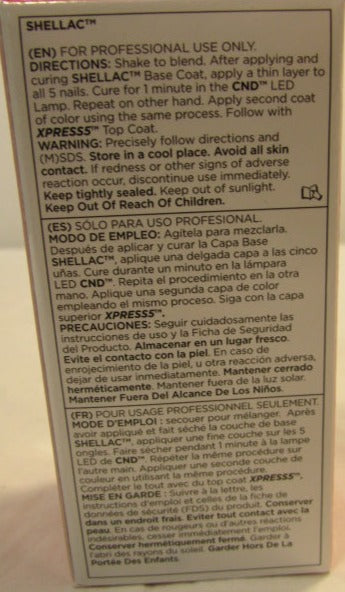 SHELLAC™
(EN) FOR PROFESSIONAL USE ONLY.
DIRECTIONS: Shake to blend. After applying and
curing SHELLAC™ Base Coat, apply a thin layer to
all 5 nails. Cure for 1 minute in the CND™ LED
Lamp. Repeat on other hand. Apply second coat
of color using the same process. Follow with
XPRESS5™ Top Coat.
WARNING: Precisely follow directions and
(M)SDS. Store in a cool place. Avoid all skin
contact. If redness or other signs of adverse
reaction occur, discontinue use immediately.
Keep tightly sealed. Keep out of sunlight.
Keep Out Of Reach Of Children.
(ES) SÓLO PARA USO PROFESIONAL.
MODO DE EMPLEO: Agítela para mezclarla.
Después de aplicar y curar la Capa Base
SHELLAC™, aplique una delgada capa a las cinco
uñas. Cure durante un minuto en la lámpara
LED CND™. Repita el procedimiento en la otra
mano. Aplique una segunda capa de color
empleando el mismo proceso. Siga con la capa
superior XPRESS5™.
PRECAUCIONES: Seguir cuidadosamente las
instrucciones de uso y la Ficha de Seguridad
del Producto. Almacenar en un lugar fresco.
Evite el contacto con la piel. En caso de
enrojecimiento de la piel, u otra reacción adversa,
dejar de usar inmediatamente. Mantener cerrado
herméticamente. Mantener fuera de la luz solar.
Mantener Fuera Del Alcance De Los Niños.
(FR) POUR USAGE PROFESSIONNEL SEULEMENT.
MODE D'EMPLOI : secouer pour mélanger. Après
avoir appliqué et fait séché la couche de base
SHELLAC™, appliquer une fine couche sur les 5
ongles. Faire sécher pendant 1 minute à la lampe
LED de CND™. Répéter la même procédure sur
l'autre main. Appliquer une seconde couche de
couleur en utilisant la même procédure.
Compléter le tout avec du top coat XPRESS5™.
MISE EN GARDE : Suivre à la lettre, les
instructions d'emploi et celles de la fiche de
données de sécurité (FDS) du produit. Conserver
dans un endroit frais. Eviter tout contact avec la
peau. En cas de rougeurs ou d'autres réactions
indésirables, cesser immédiatement l'emploi.
Conserver hermétiquement fermé. Garder à
l'abri des rayons du soleil. Garder Hors De La
Portée Des Enfants